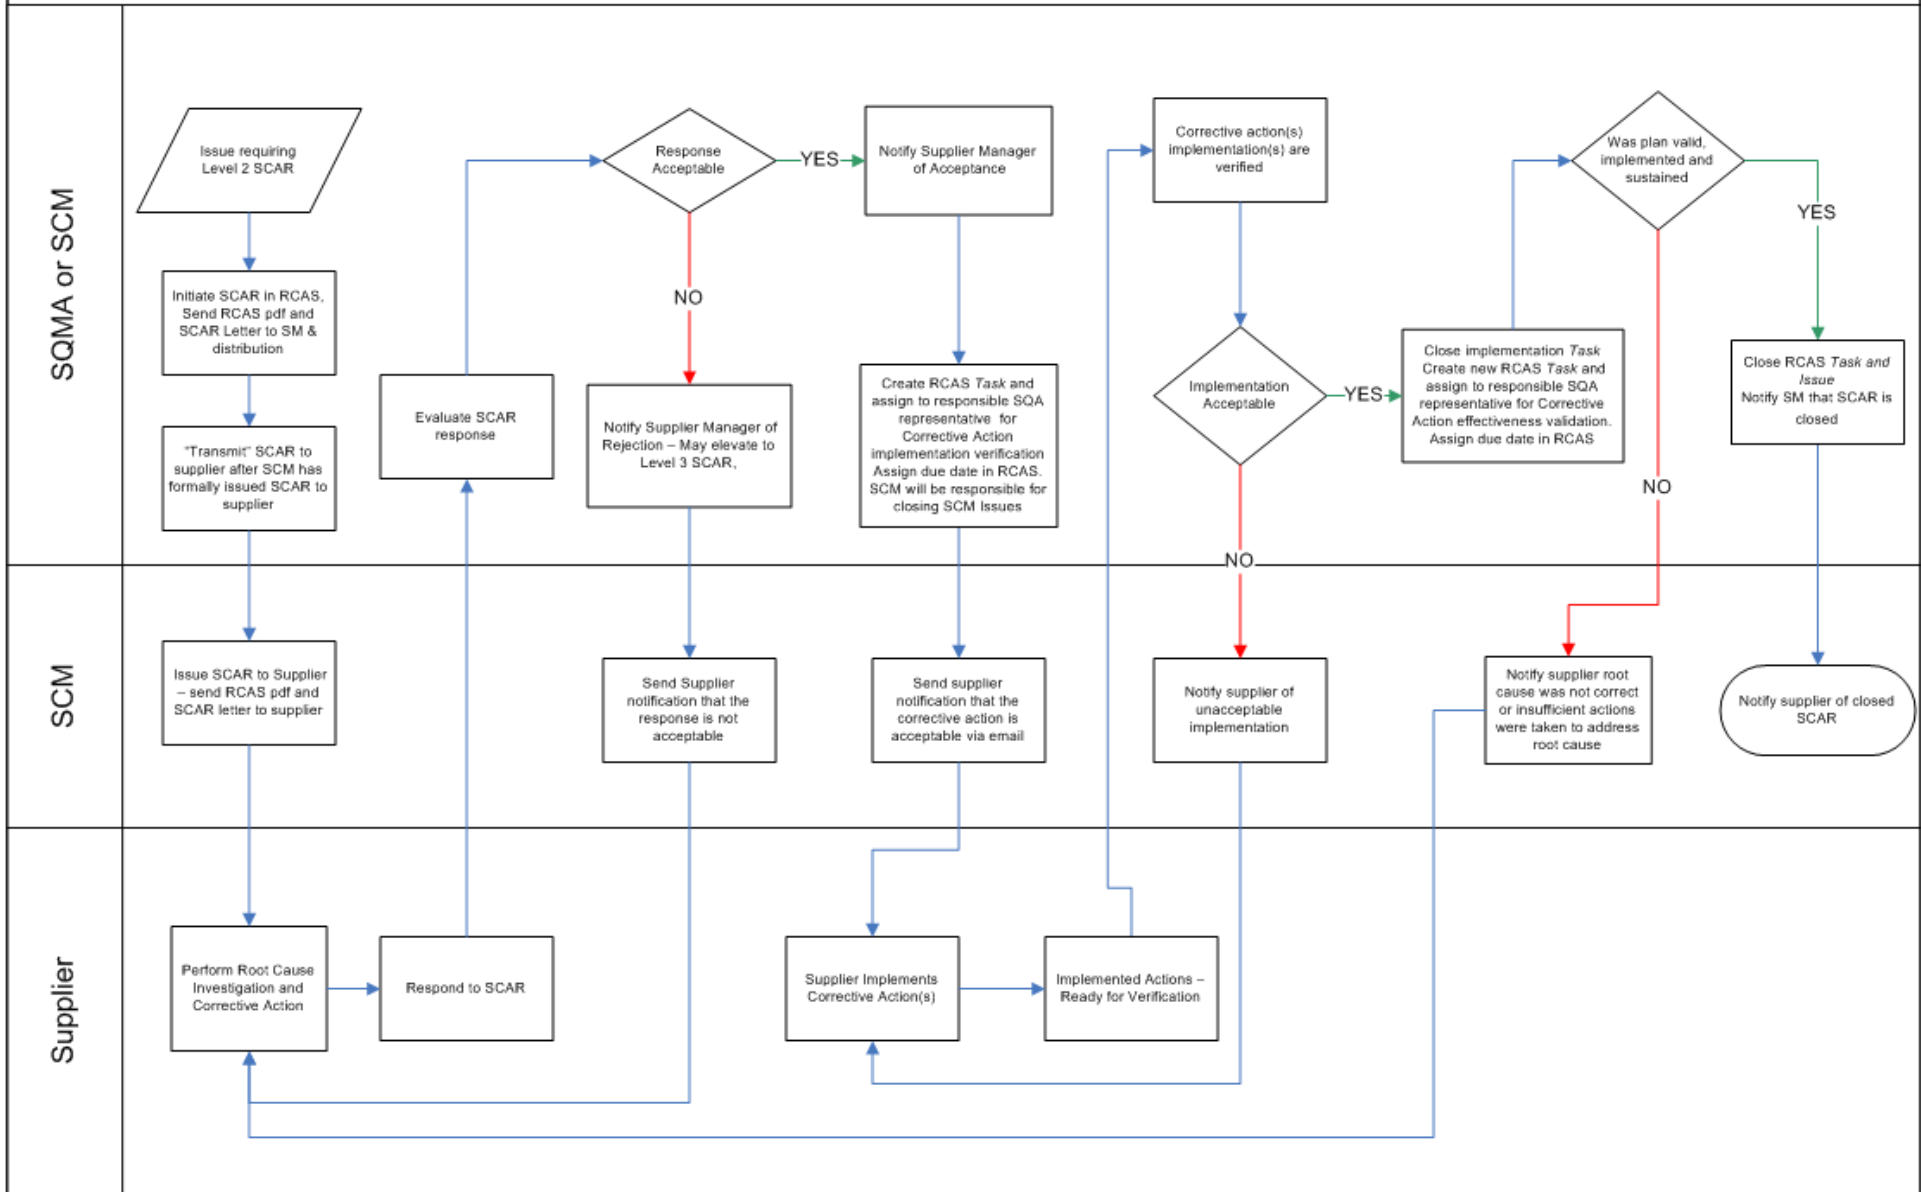 SQMA or SCM
Issue requiring
Level 2 SCAR
Initiate SCAR in RCAS,
Send RCAS pdf and
SCAR Letter to SM &
distribution
"Transmit" SCAR to
supplier after SCM has
formally issued SCAR to
supplier
Evaluate SCAR
response
Response
Acceptable
YES
NO
Notify Supplier Manager of
Rejection – May elevate to
Level 3 SCAR,
Notify Supplier Manager
of Acceptance
Create RCAS Task and
assign to responsible SQA
representative for
Corrective Action
implementation verification
Assign due date in RCAS.
SCM will be responsible for
closing SCM Issues
Corrective action(s)
implementation(s) are
verified
Implementation
Acceptable
YES
NO
Close implementation Task
Create new RCAS Task and
assign to responsible SQA
representative for Corrective
Action effectiveness validation.
Assign due date in RCAS
Was plan valid,
implemented and
sustained
YES
NO
Close RCAS Task and
Issue
Notify SM that SCAR is
closed
SCM
Issue SCAR to Supplier
– send RCAS pdf and
SCAR letter to supplier
Send Supplier
notification that the
response is not
acceptable
Send supplier
notification that the
corrective action is
acceptable via email
Notify supplier of
unacceptable
implementation
Notify supplier root
cause was not correct
or insufficient actions
were taken to address
root cause
Notify supplier of closed
SCAR
Supplier
Perform Root Cause
Investigation and
Corrective Action
Respond to SCAR
Supplier Implements
Corrective Action(s)
Implemented Actions –
Ready for Verification